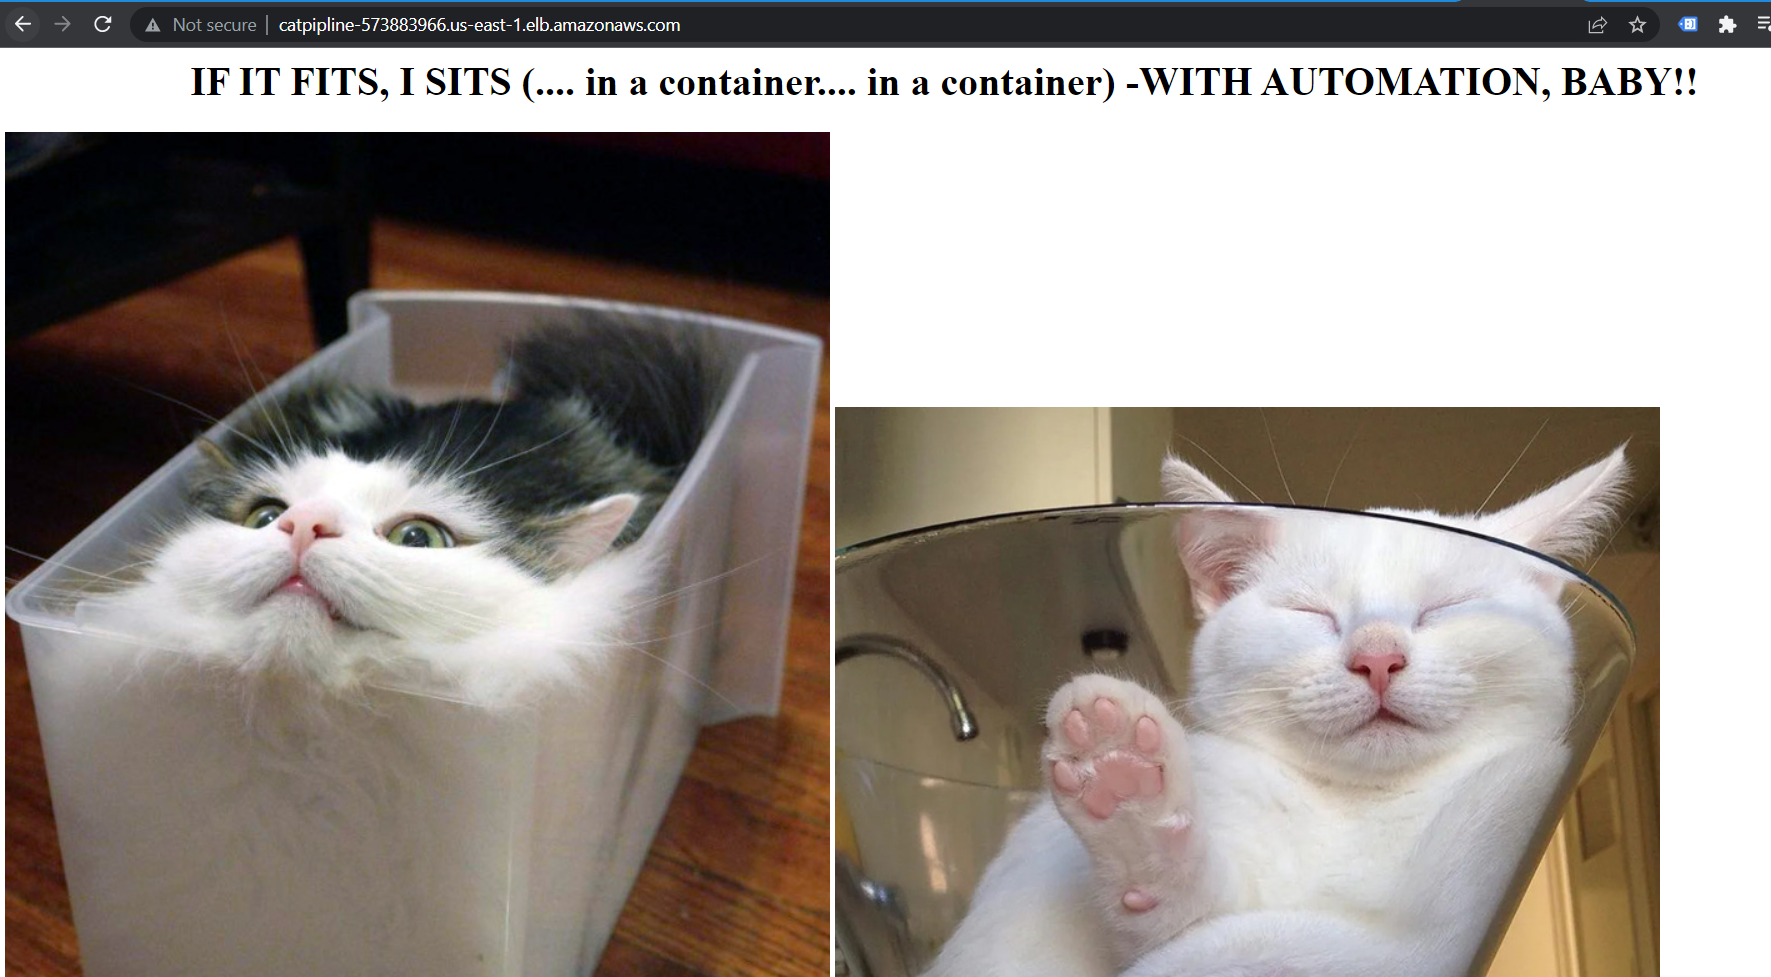 Not secure | catpipline-573883966.us-east-1.elb.amazonaws.com
IF IT FITS, I SITS (.... in a container.... in a container) -WITH AUTOMATION, BABY!!